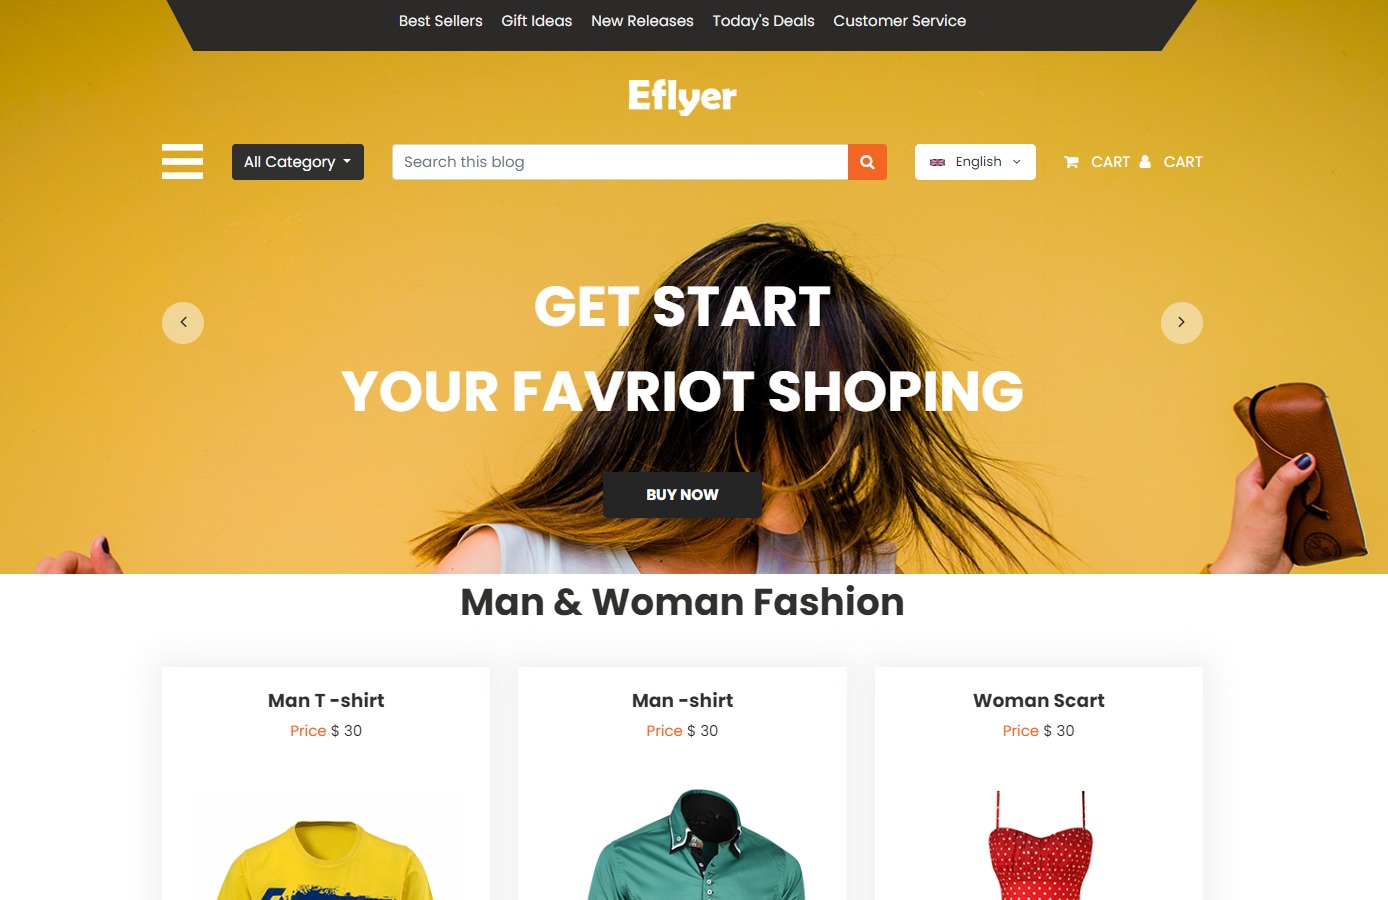 Best Sellers Gift Ideas New Releases Today's Deals Customer Service
Eflyer
All Category Search this blog English CART CART
GET START
YOUR FAVRIOT SHOPING
BUY NOW
Man & Woman Fashion
Man T -shirt Man -shirt Woman Scart
Price $ 30 Price $ 30 Price $ 30